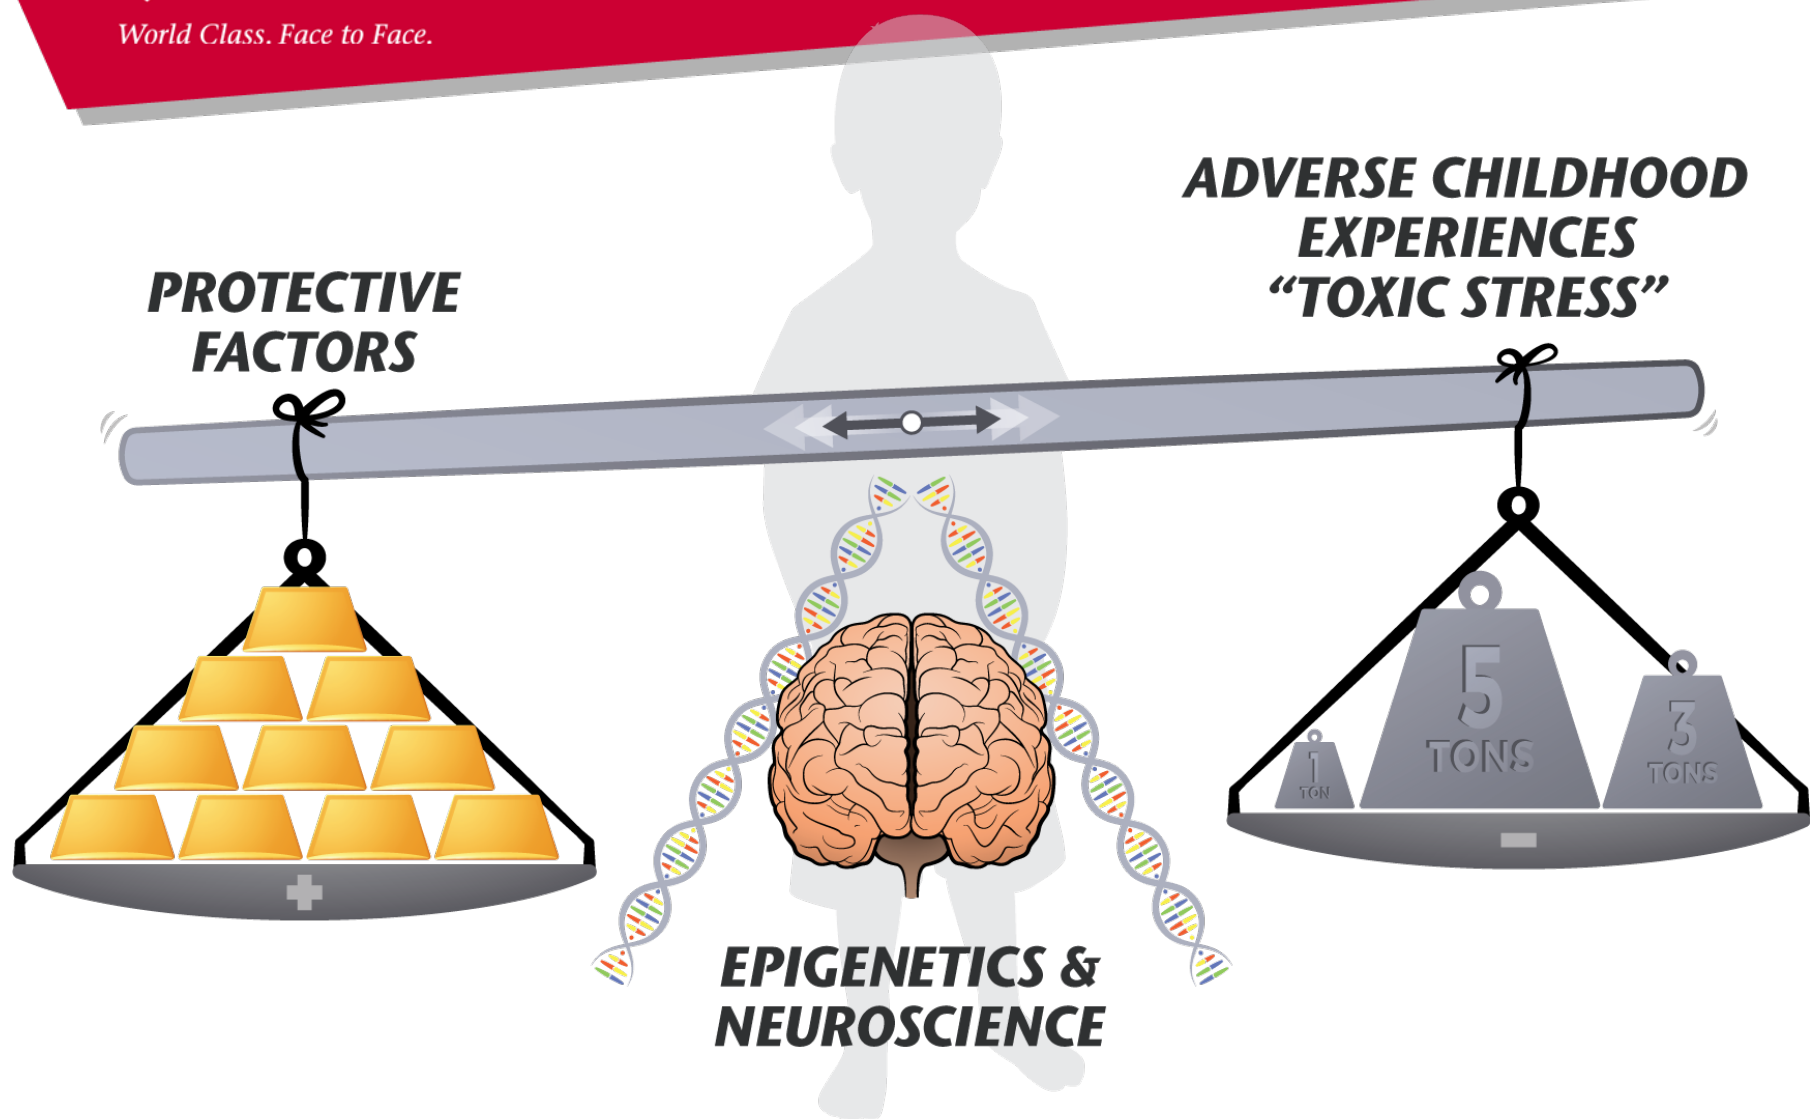 World Class. Face to Face.
ADVERSE CHILDHOOD
EXPERIENCES
“TOXIC STRESS”
PROTECTIVE
FACTORS
5
TONS
3
TONS
1
TON
EPIGENETICS &
NEUROSCIENCE